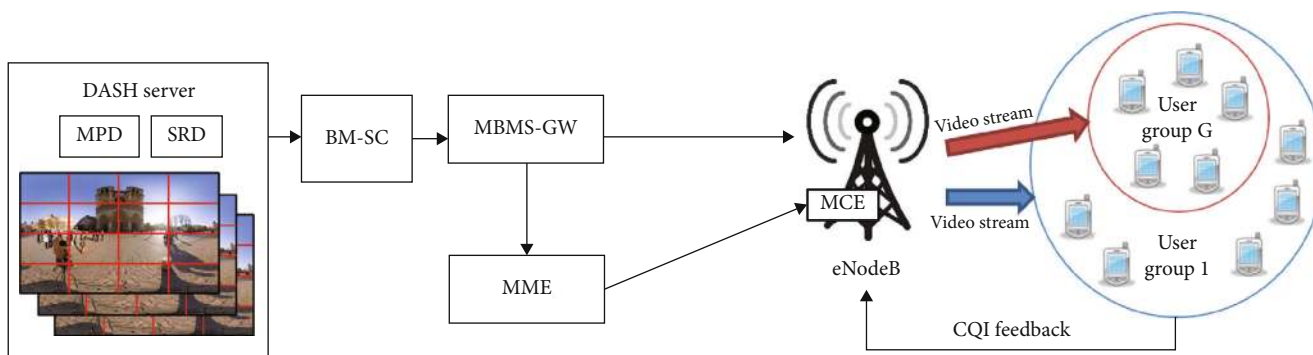 DASH server
MPD
SRD
BM-SC
MBMS-GW
MME
MCE
eNodeB
Video stream
Video stream
User
group G
User
group 1
CQI feedback